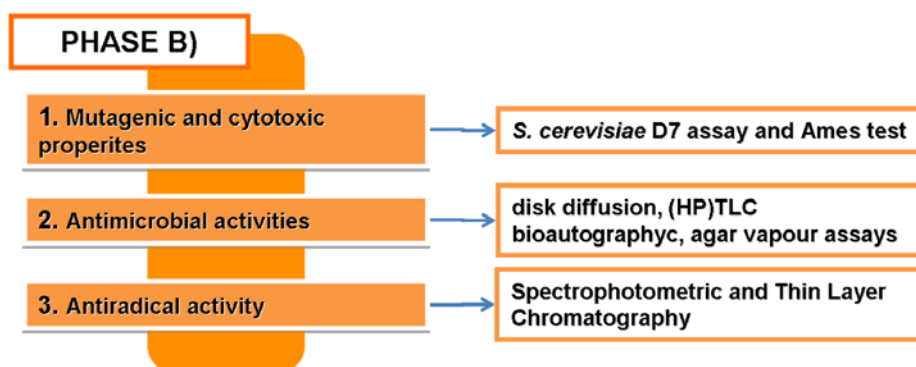 PHASE B)
1. Mutagenic and cytotoxic
properites
S. cerevisiae D7 assay and Ames test
2. Antimicrobial activities
disk diffusion, (HP)TLC
bioautographyc, agar vapour assays
3. Antiradical activity
Spectrophotometric and Thin Layer
Chromatography